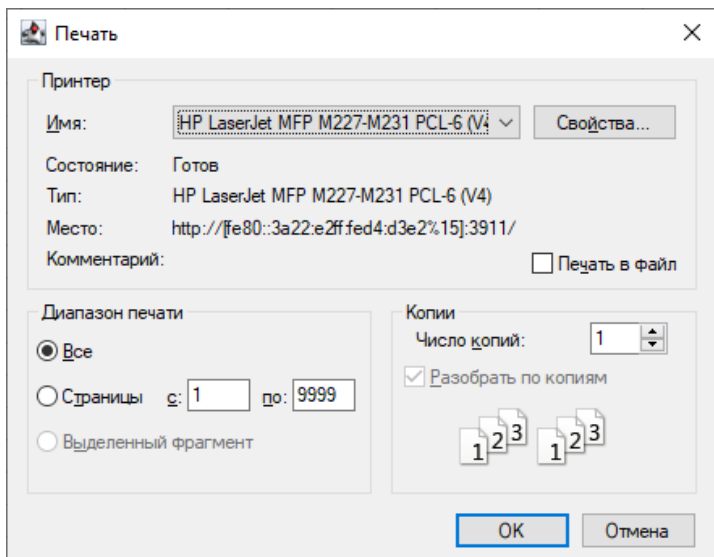 Печать
Принтер
Имя: HP LaserJet MFP M227-M231 PCL-6 (V4 Свойства...
Состояние: Готов
Тип: HP LaserJet MFP M227-M231 PCL-6 (V4)
Место: http://[fe80::3a22:e2ff:fed4:d3e2%15]:3911/
Комментарий: Печать в файл
Диапазон печати
Все
Страницы с: 1 по: 9999
Выделенный фрагмент
Копии
Число копий: 1
Разобрать по копиям
1 2 3 1 2 3
OK Отмена